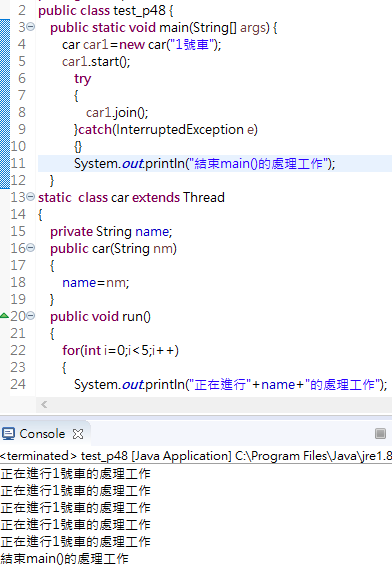 2 public class test_p48 {
3 public static void main(String[] args) {
4 car car1=new car("1號車");
5 car1.start();
6 try
7 {
8 car1.join();
9 }catch(InterruptedException e)
10 {}
11 System.out.println("結束main()的處理工作");
12 }
13 static class car extends Thread
14 {
15 private String name;
16 public car(String nm)
17 {
18 name=nm;
19 }
20 public void run()
21 {
22 for(int i=0;i<5;i++)
23 {
24 System.out.println("正在進行"+name+"的處理工作");
Console
<terminated> test_p48 [Java Application] C:\Program Files\Java\jre1.8
正在進行1號車的處理工作
正在進行1號車的處理工作
正在進行1號車的處理工作
正在進行1號車的處理工作
正在進行1號車的處理工作
結束main()的處理工作